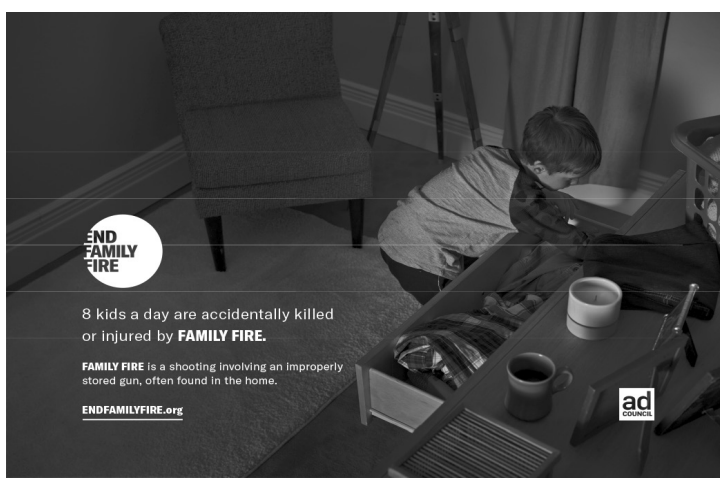 END
FAMILY
FIRE
8 kids a day are accidentally killed
or injured by FAMILY FIRE.
FAMILY FIRE is a shooting involving an improperly
stored gun, often found in the home.
ENDFAMILYFIRE.org
ad
COUNCIL